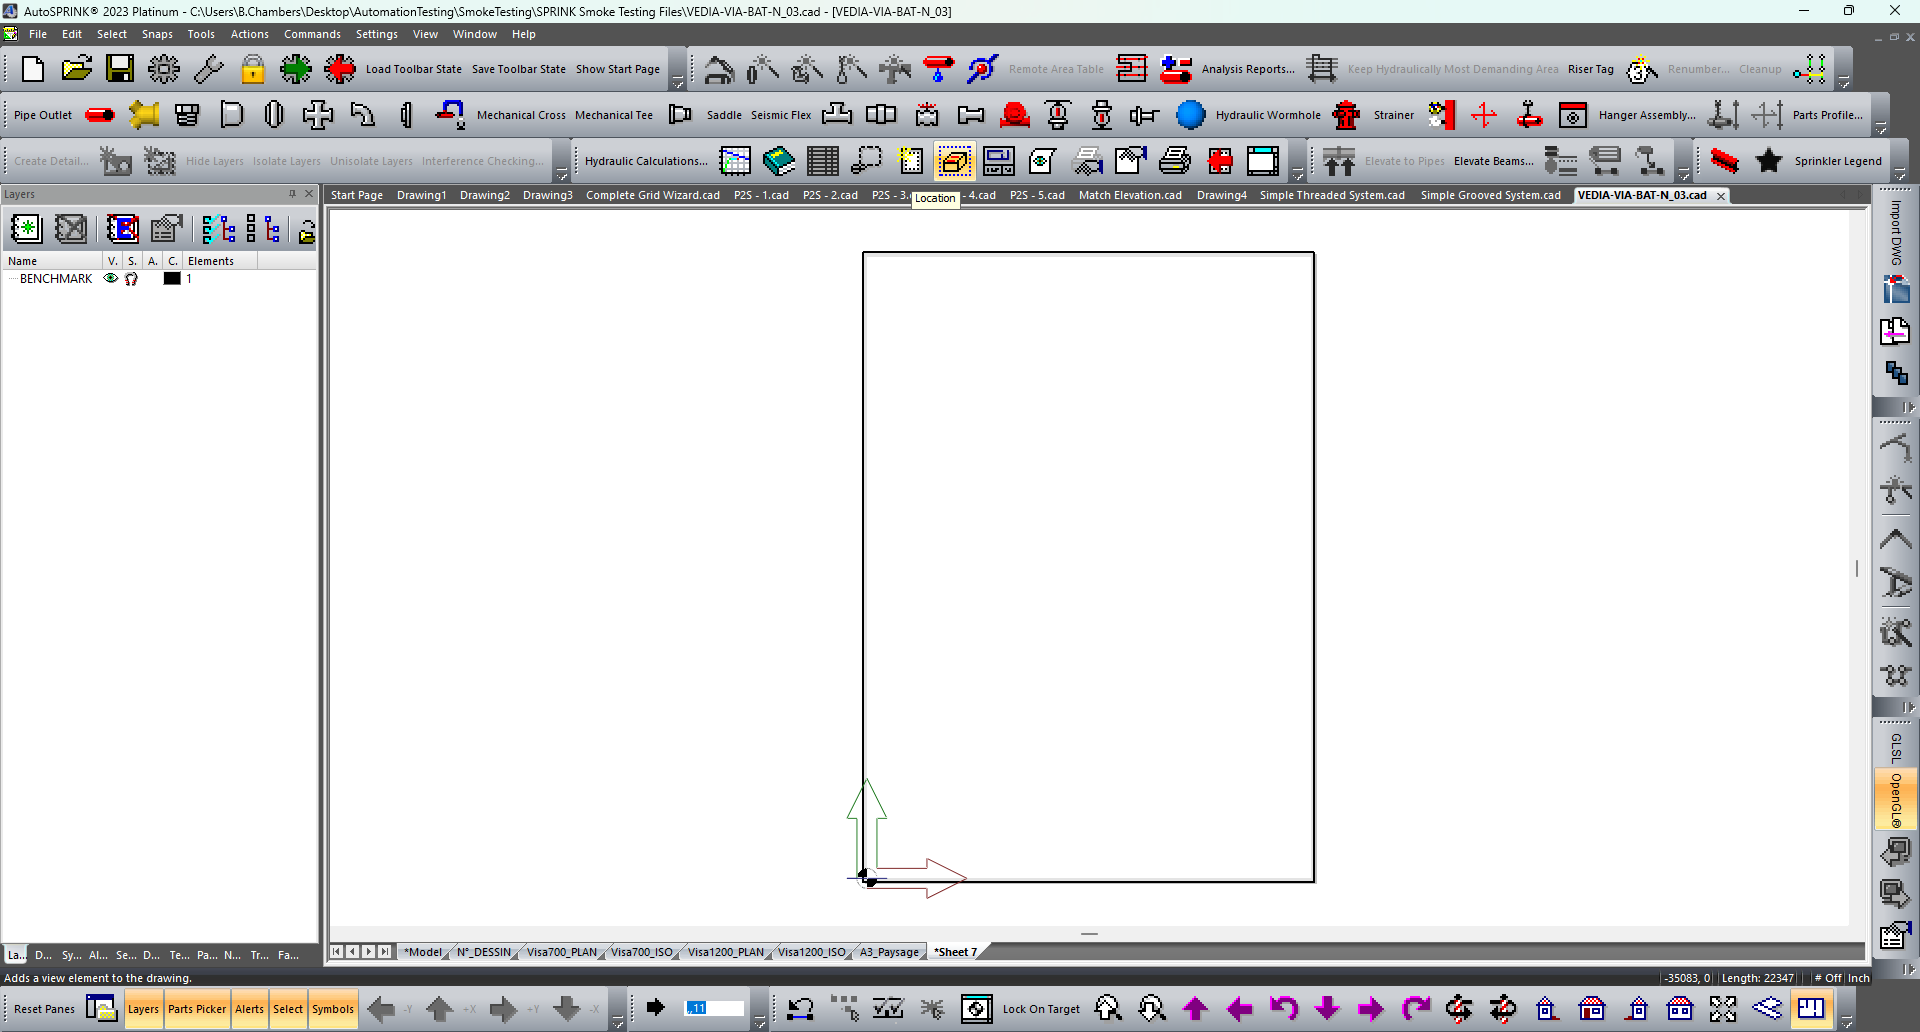 AutoSPRINK® 2023 Platinum - C:\Users\B.Chambers\Desktop\AutomationTesting\SmokeTesting\SPRINK Smoke Testing Files\VEDIA-VIA-BAT-N_03.cad - [VEDIA-VIA-BAT-N_03]
File Edit Select Snaps Tools Actions Commands Settings View Window Help
Load Toolbar State Save Toolbar State Show Start Page Remote Area Table Analysis Reports... Keep Hydraulically Most Demanding Area Riser Tag Renumber... Cleanup
Pipe Outlet Mechanical Cross Mechanical Tee Saddle Seismic Flex Hydraulic Wormhole Strainer Hanger Assembly... Parts Profile...
Create Detail... Hide Layers Isolate Layers Unisolate Layers Interference Checking... Hydraulic Calculations... Elevate to Pipes Elevate Beams... Sprinkler Legend
Layers
Start Page Drawing1 Drawing2 Drawing3 Complete Grid Wizard.cad P2S - 1.cad P2S - 2.cad P2S - 3. - 4.cad P2S - 5.cad Match Elevation.cad Drawing4 Simple Threaded System.cad Simple Grooved System.cad VEDIA-VIA-BAT-N_03.cad
Location
Name V. S. A. C. Elements
BENCHMARK 1
Import DWG
GLSL
OpenGL®
La... D... Sy... Al... Se... D... Te... Pa... N... Tr... Fa...
*Model N°_DESSIN Visa700_PLAN Visa700_ISO Visa1200_PLAN Visa1200_ISO A3_Paysage *Sheet 7
Adds a view element to the drawing. -35083, 0 Length: 22347 # Off Inch
Reset Panes Layers Parts Picker Alerts Select Symbols -Y +X +Y -X ,,11 Lock On Target